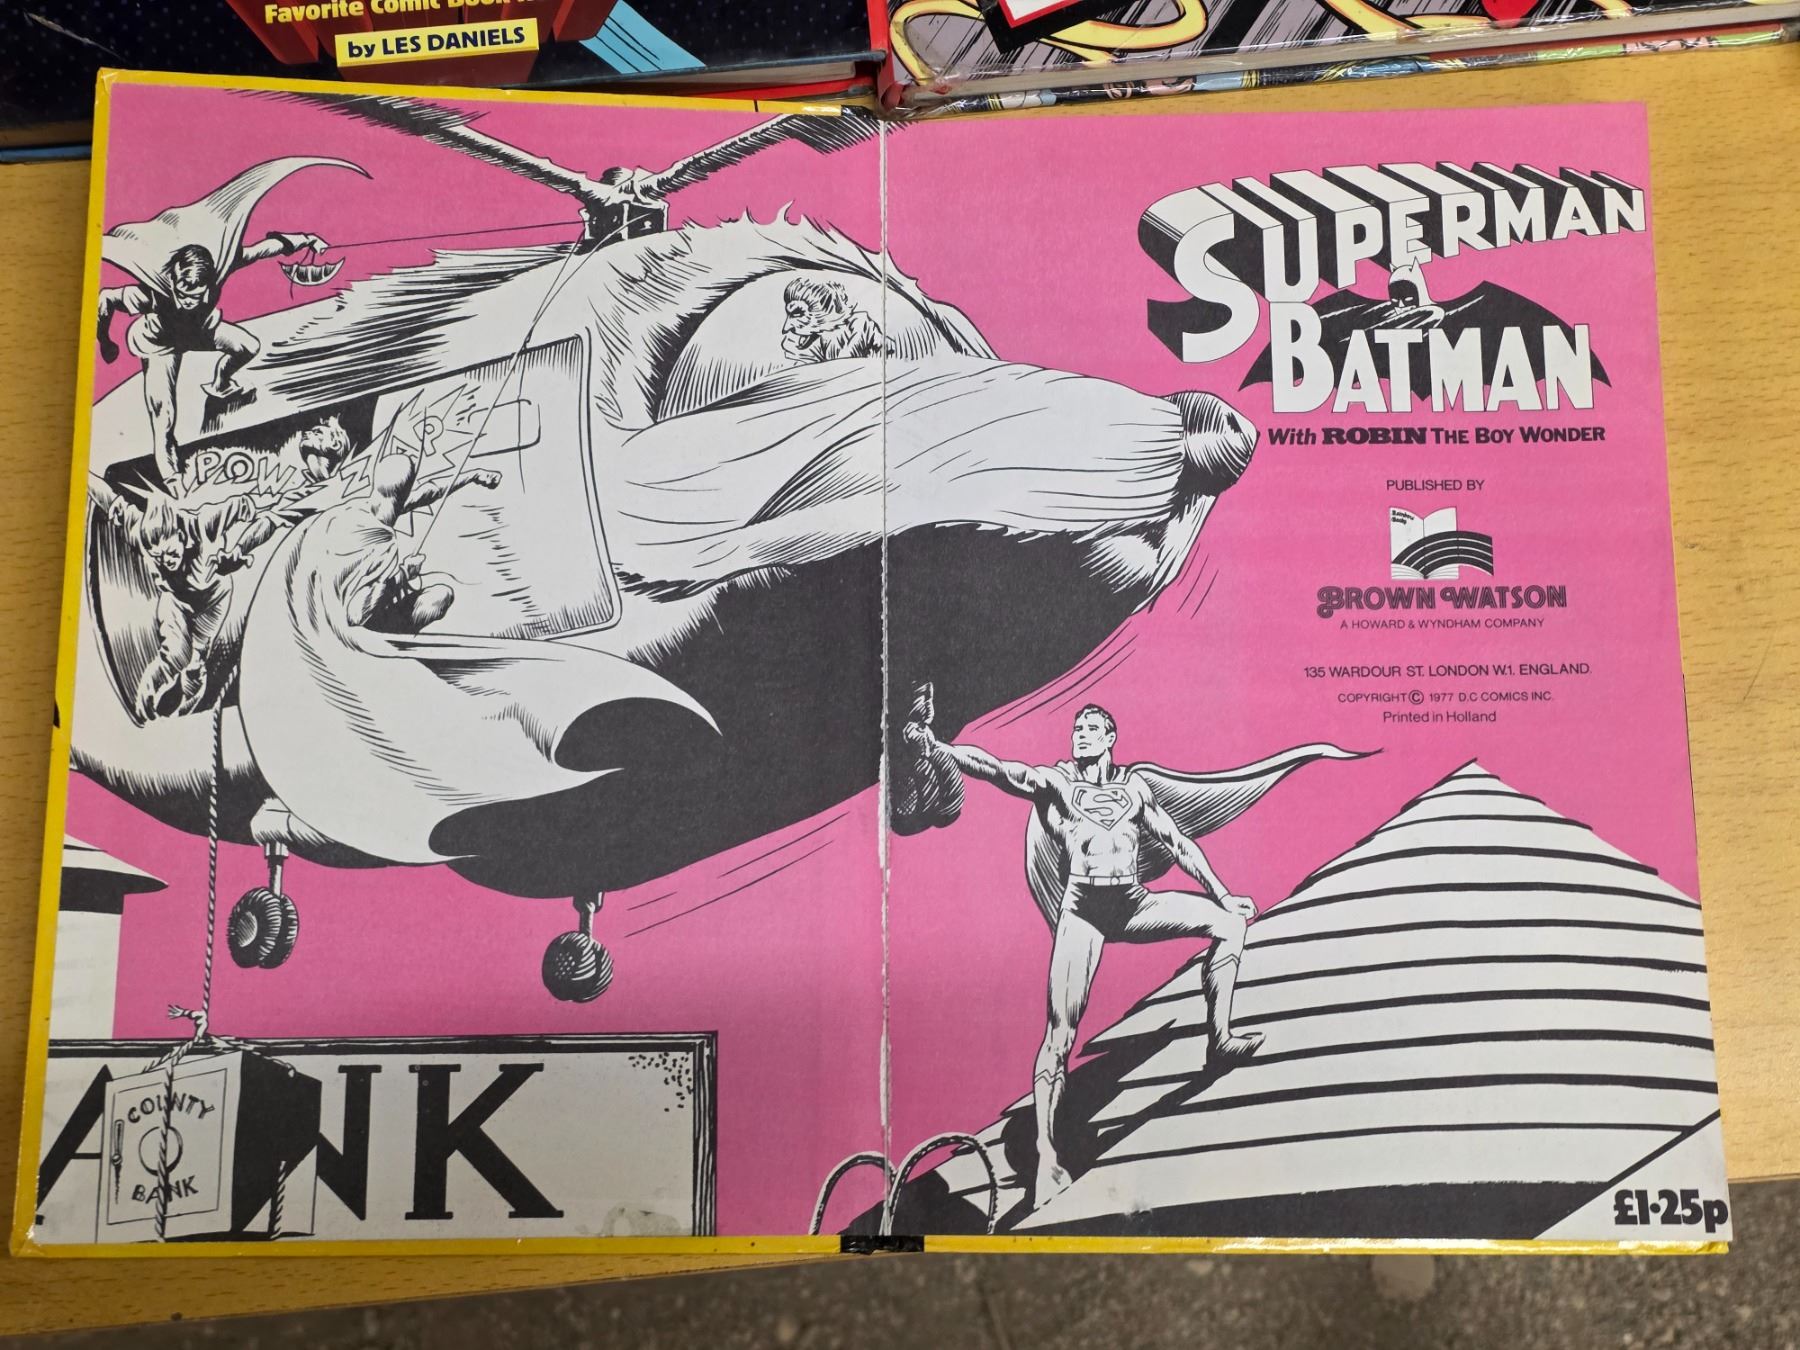 Favorite Comic Book
by LES DANIELS
SUPERMAN
BATMAN
With ROBIN THE BOY WONDER
PUBLISHED BY
Rainbow
Books
BROWN WATSON
A HOWARD & WYNDHAM COMPANY
135 WARDOUR ST. LONDON W.1. ENGLAND.
COPYRIGHT © 1977 D.C COMICS INC.
Printed in Holland
POW
ZAP
S
ANK
COUNTY
BANK
£1·25p